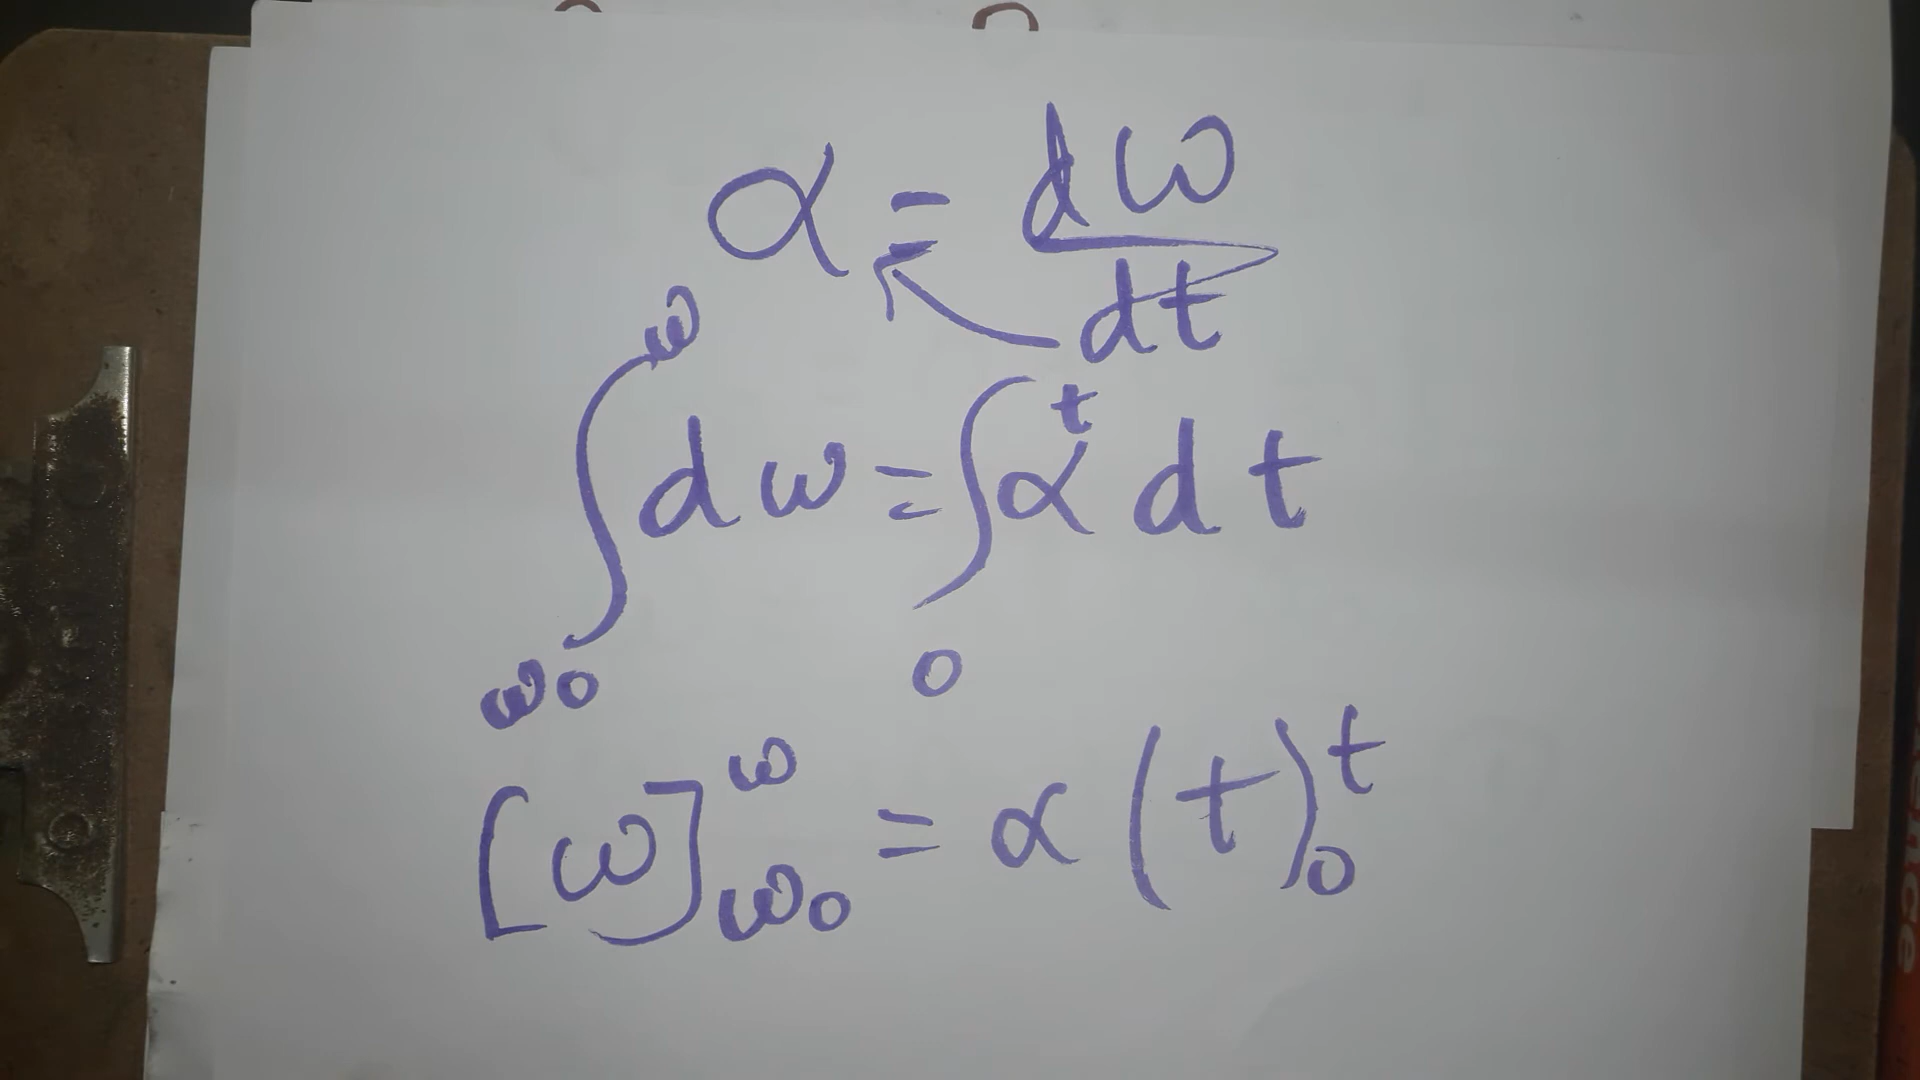 α = dω/dt
∫_{ω0}^{ω} dω = ∫_{0}^{t} α dt
[ω]_{ω0}^{ω} = α (t)_{0}^{t}